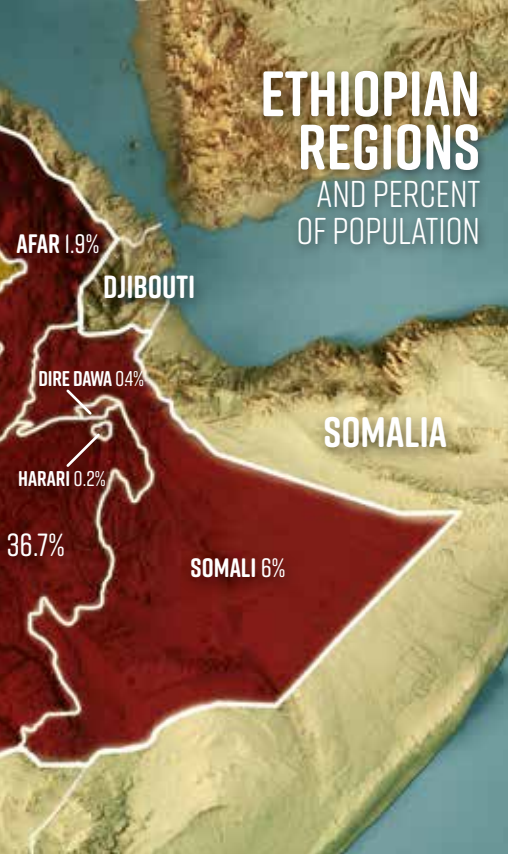 ETHIOPIAN
REGIONS
AND PERCENT
OF POPULATION
AFAR 1.9%
DJIBOUTI
DIRE DAWA 0.4%
SOMALIA
HARARI 0.2%
36.7%
SOMALI 6%